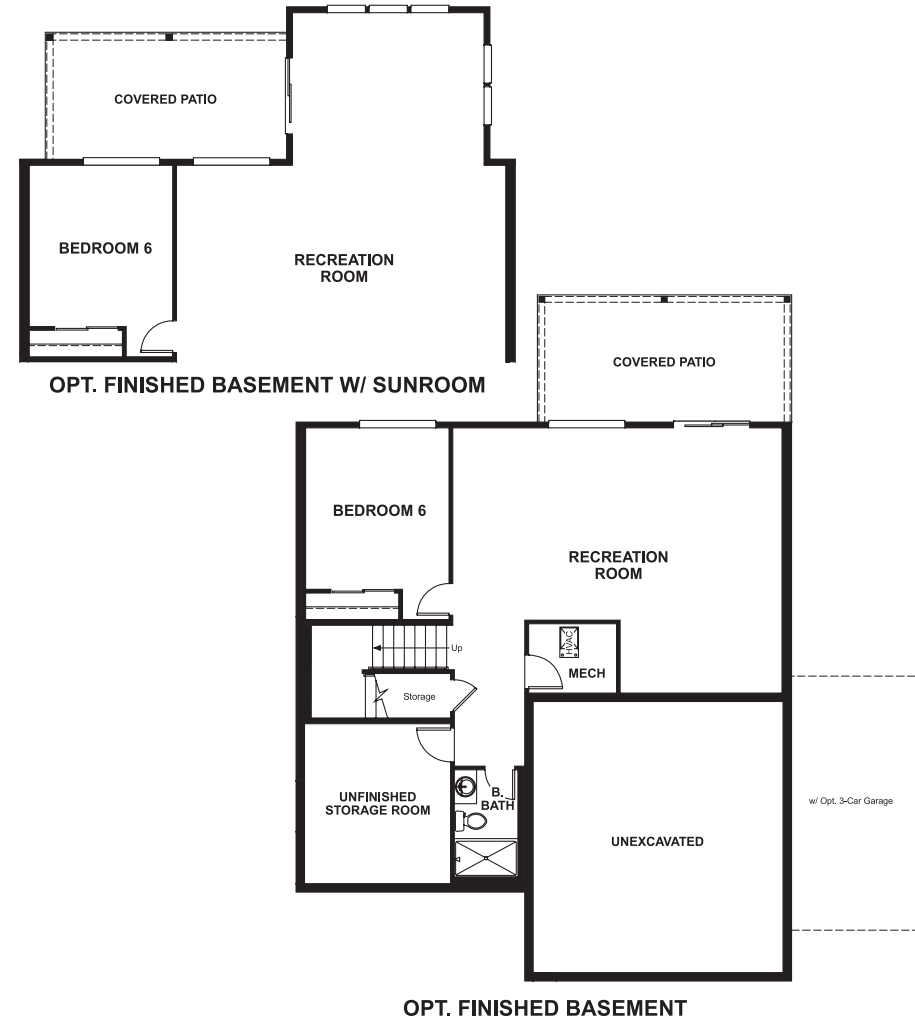 COVERED PATIO
BEDROOM 6
RECREATION
ROOM
OPT. FINISHED BASEMENT W/ SUNROOM
COVERED PATIO
BEDROOM 6
RECREATION
ROOM
Up
HVAC
MECH
Storage
UNFINISHED
STORAGE ROOM
B.
BATH
w/ Opt. 3-Car Garage
UNEXCAVATED
OPT. FINISHED BASEMENT